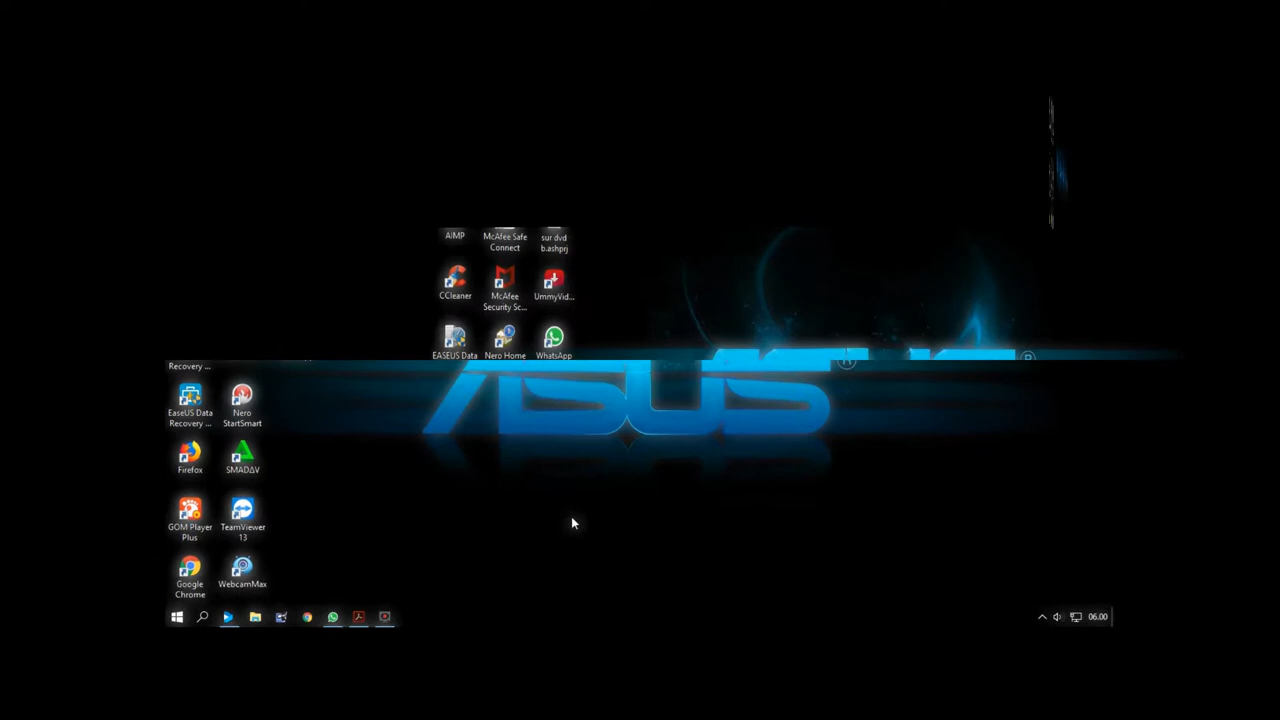 AIMP
McAfee Safe
Connect
sur dvd
b.ashprj
CCleaner
McAfee
Security Sc...
UmmyVid...
EASEUS Data
Nero Home
WhatsApp
R
R
Recovery ...
ASUS
EaseUS Data
Recovery ...
Nero
StartSmart
Firefox
SMADΔV
GOM Player
Plus
TeamViewer
13
Google
Chrome
WebcamMax
06.00